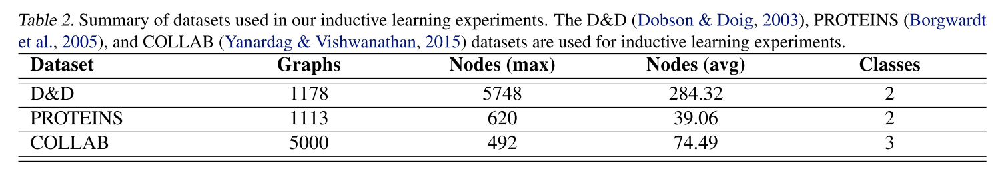 Table 2. Summary of datasets used in our inductive learning experiments. The D&D (Dobson & Doig, 2003), PROTEINS (Borgwardt
et al., 2005), and COLLAB (Yanardag & Vishwanathan, 2015) datasets are used for inductive learning experiments.
Dataset Graphs Nodes (max) Nodes (avg) Classes
D&D 1178 5748 284.32 2
PROTEINS 1113 620 39.06 2
COLLAB 5000 492 74.49 3